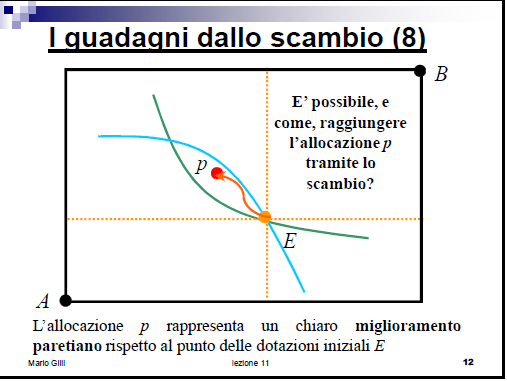 I guadagni dallo scambio (8)
B
E' possibile, e
come, raggiungere
l'allocazione p
tramite lo
scambio?
p
E
A
L'allocazione p rappresenta un chiaro miglioramento
paretiano rispetto al punto delle dotazioni iniziali E
Mario Gilli lezione 11 12